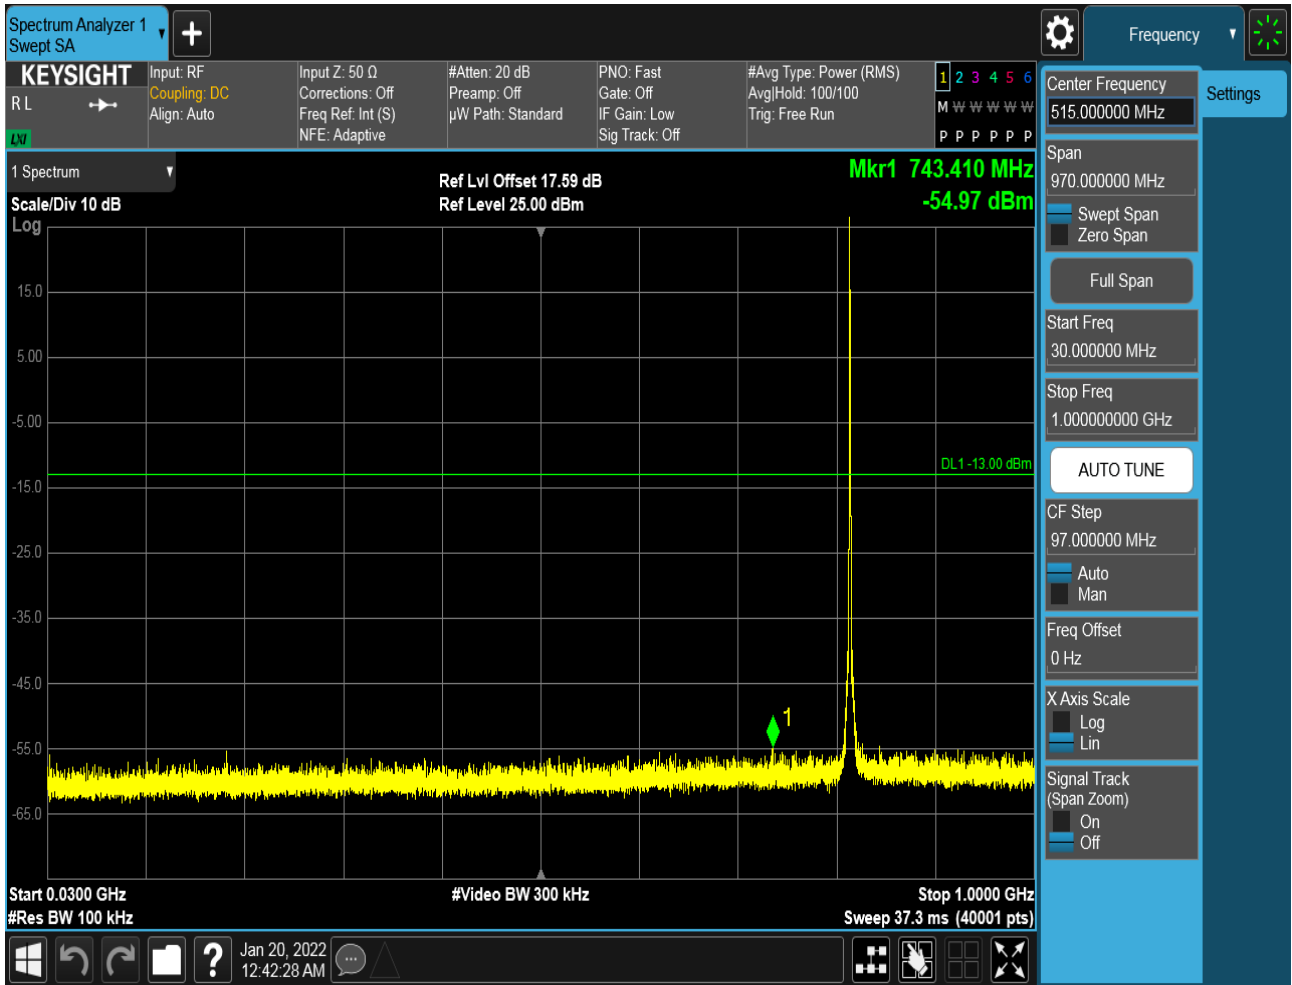 Spectrum Analyzer 1
Swept SA
Frequency
KEYSIGHT
R L
LXI
Input: RF
Coupling: DC
Align: Auto
Input Z: 50 Ω
Corrections: Off
Freq Ref: Int (S)
NFE: Adaptive
#Atten: 20 dB
Preamp: Off
µW Path: Standard
PNO: Fast
Gate: Off
IF Gain: Low
Sig Track: Off
#Avg Type: Power (RMS)
Avg|Hold: 100/100
Trig: Free Run
1 2 3 4 5 6
M W W W W W
P P P P P P
1 Spectrum
Scale/Div 10 dB
Log
Ref Lvl Offset 17.59 dB
Ref Level 25.00 dBm
Mkr1 743.410 MHz
-54.97 dBm
15.0
5.00
-5.00
DL1 -13.00 dBm
-15.0
-25.0
-35.0
-45.0
1
-55.0
-65.0
Start 0.0300 GHz
#Res BW 100 kHz
#Video BW 300 kHz
Stop 1.0000 GHz
Sweep 37.3 ms (40001 pts)
Center Frequency
515.000000 MHz
Settings
Span
970.000000 MHz
Swept Span
Zero Span
Full Span
Start Freq
30.000000 MHz
Stop Freq
1.000000000 GHz
AUTO TUNE
CF Step
97.000000 MHz
Auto
Man
Freq Offset
0 Hz
X Axis Scale
Log
Lin
Signal Track
(Span Zoom)
On
Off
?
Jan 20, 2022
12:42:28 AM